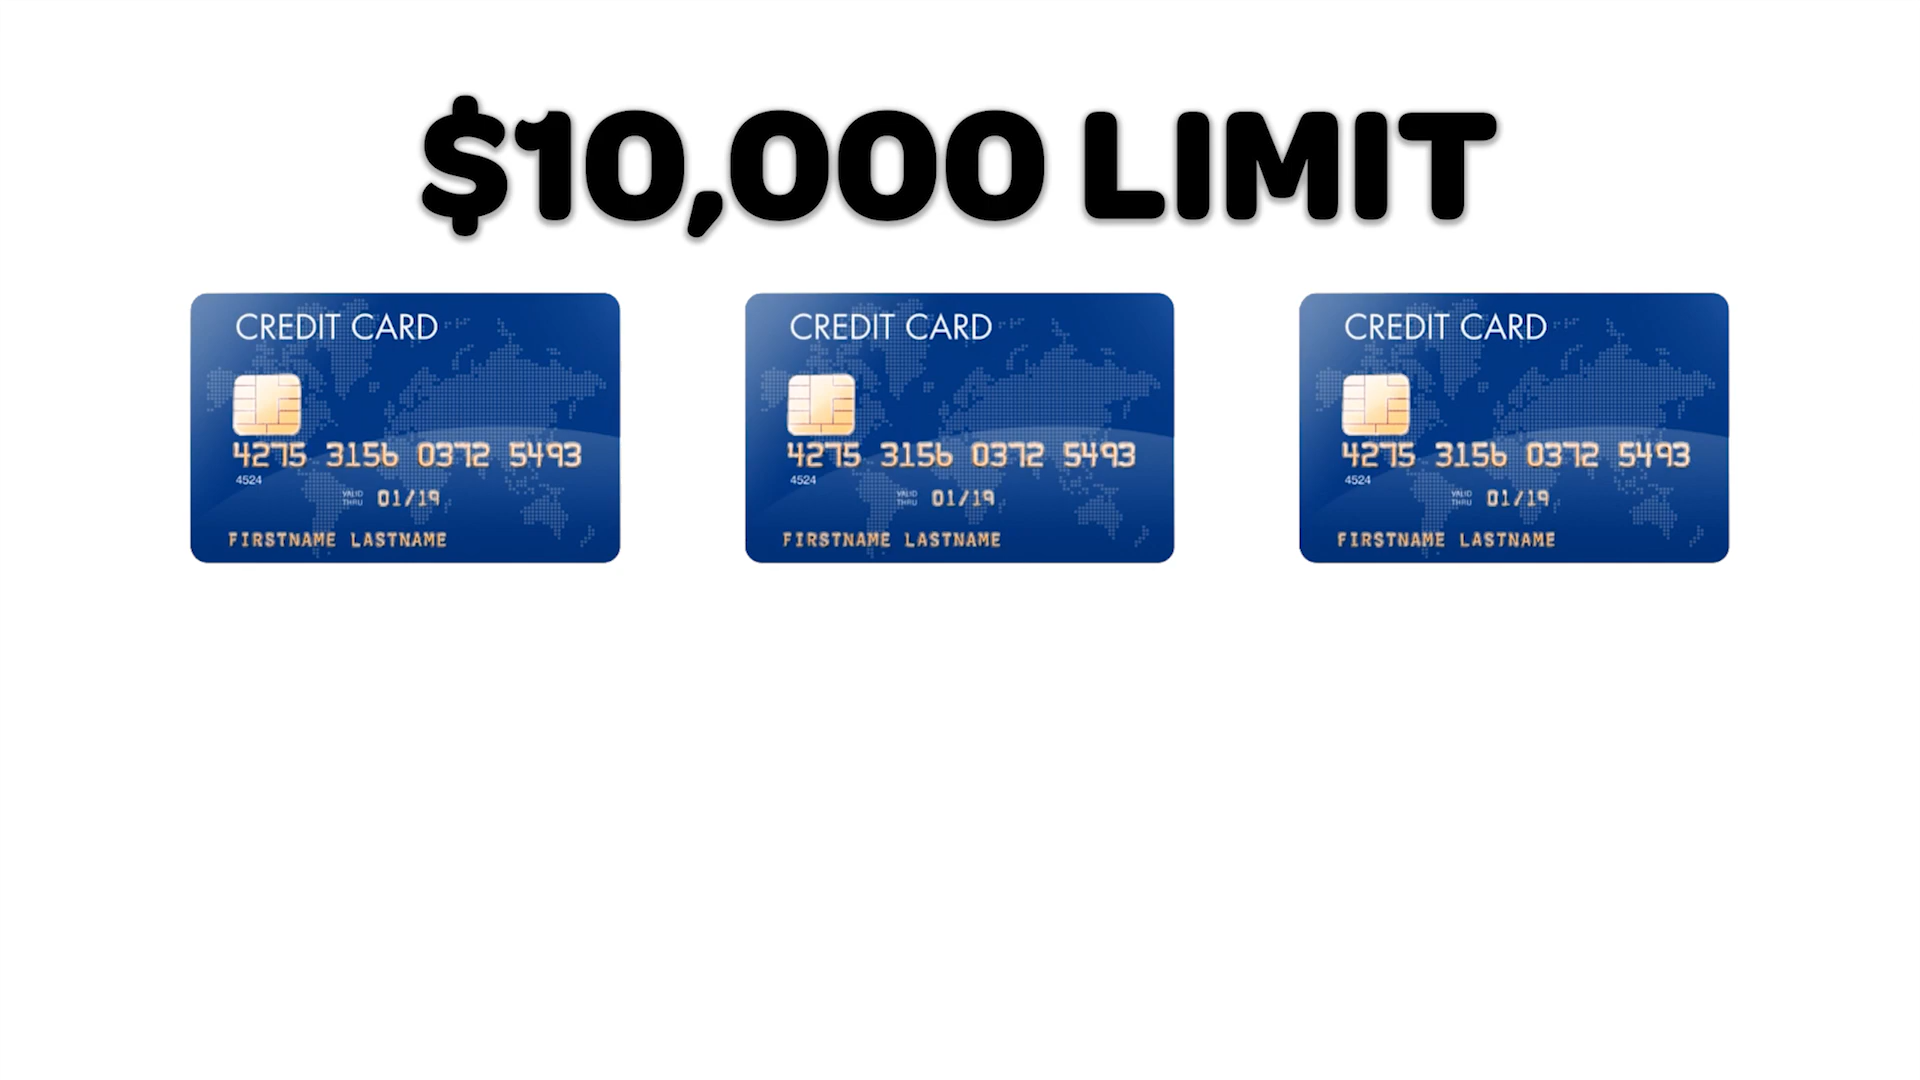 $10,000 LIMIT
CREDIT CARD
4275 3156 0372 5493
4524
VALID THRU 01/19
FIRSTNAME LASTNAME
CREDIT CARD
4275 3156 0372 5493
4524
VALID THRU 01/19
FIRSTNAME LASTNAME
CREDIT CARD
4275 3156 0372 5493
4524
VALID THRU 01/19
FIRSTNAME LASTNAME